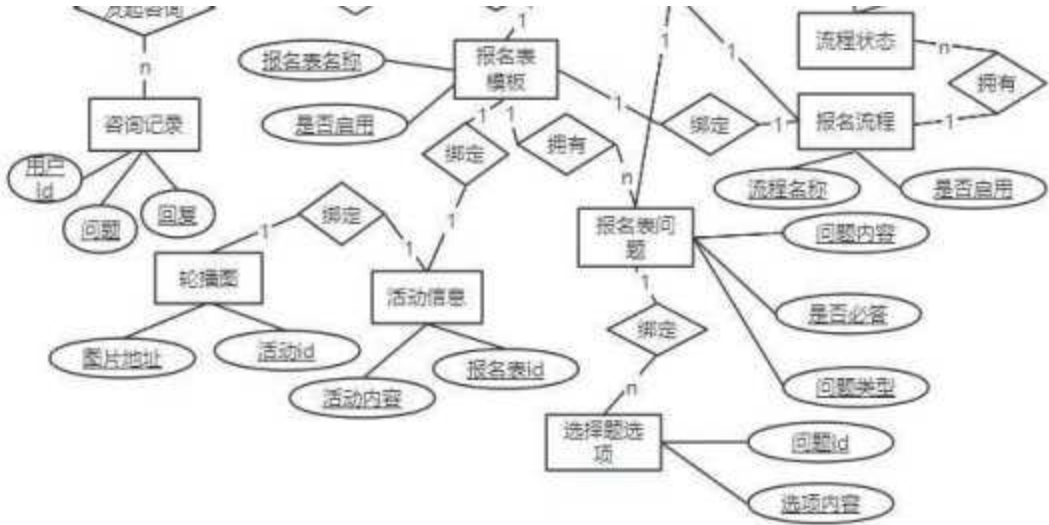 发起咨询
n
1
报名表名称
报名表
模板
1
1
流程状态
n
拥有
是否启用
1
绑定
1
报名流程
1
咨询记录
1
1
绑定
拥有
用户
id
问题
回复
n
流程名称
是否启用
绑定
1
1
1
报名表问
题
问题内容
轮播图
活动信息
1
是否必答
图片地址
活动id
报名表id
活动内容
绑定
n
问题类型
选择题选
项
问题id
选项内容